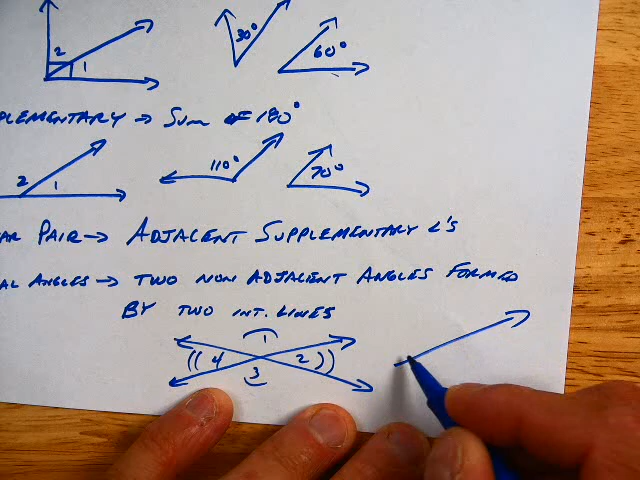 2 1 30° 60°
PLEMENTARY → SUM OF 180°
2 1 110° 70°
AR PAIR → ADJACENT SUPPLEMENTARY ∠'S
AL ANGLES → TWO NON ADJACENT ANGLES FORMED
BY TWO INT. LINES
1
4 2
3